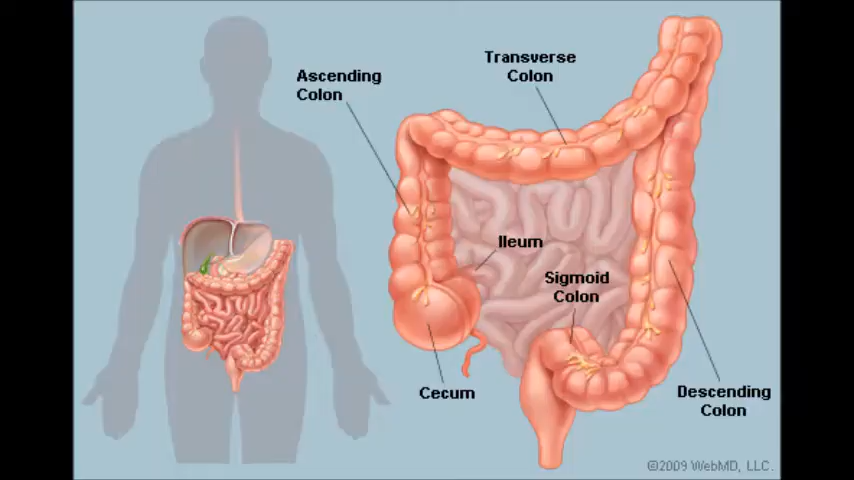 Transverse
Colon
Ascending
Colon
Ileum
Sigmoid
Colon
Cecum
Descending
Colon
©2009 WebMD, LLC.